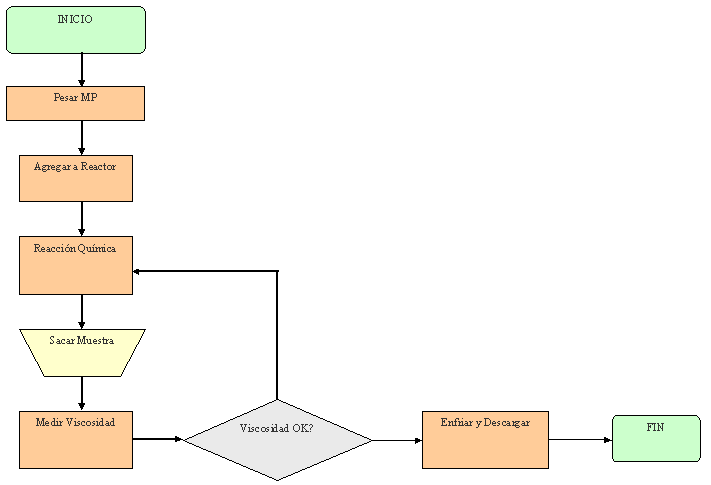 INICIO
Pesar MP
Agregar a Reactor
Reacción Química
Sacar Muestra
Medir Viscosidad
Viscosidad OK?
Enfriar y Descargar
FIN